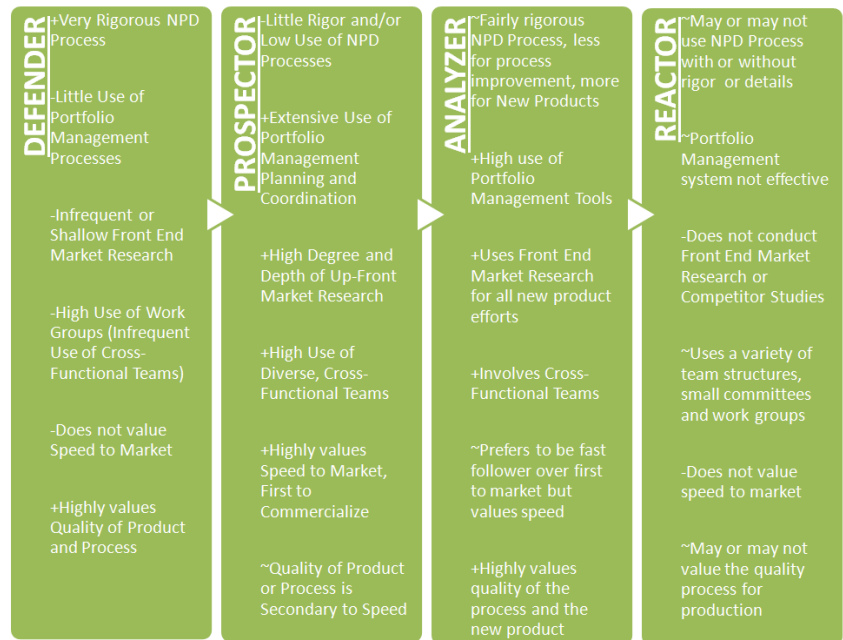 DEFENDER
+Very Rigorous NPD
Process
-Little Use of
Portfolio
Management
Processes
-Infrequent or
Shallow Front End
Market Research
-High Use of Work
Groups (Infrequent
Use of Cross-
Functional Teams)
-Does not value
Speed to Market
+Highly values
Quality of Product
and Process
PROSPECTOR
-Little Rigor and/or
Low Use of NPD
Processes
+Extensive Use of
Portfolio
Management
Planning and
Coordination
+High Degree and
Depth of Up-Front
Market Research
+High Use of
Diverse, Cross-
Functional Teams
+Highly values
Speed to Market,
First to
Commercialize
~Quality of Product
or Process is
Secondary to Speed
ANALYZER
~Fairly rigorous
NPD Process, less
for process
improvement, more
for New Products
+High use of
Portfolio
Management Tools
+Uses Front End
Market Research
for all new product
efforts
+Involves Cross-
Functional Teams
~Prefers to be fast
follower over first
to market but
values speed
+Highly values
quality of the
process and the
new product
REACTOR
~May or may not
use NPD Process
with or without
rigor or details
~Portfolio
Management
system not effective
-Does not conduct
Front End Market
Research or
Competitor Studies
~Uses a variety of
team structures,
small committees
and work groups
-Does not value
speed to market
~May or may not
value the quality
process for
production